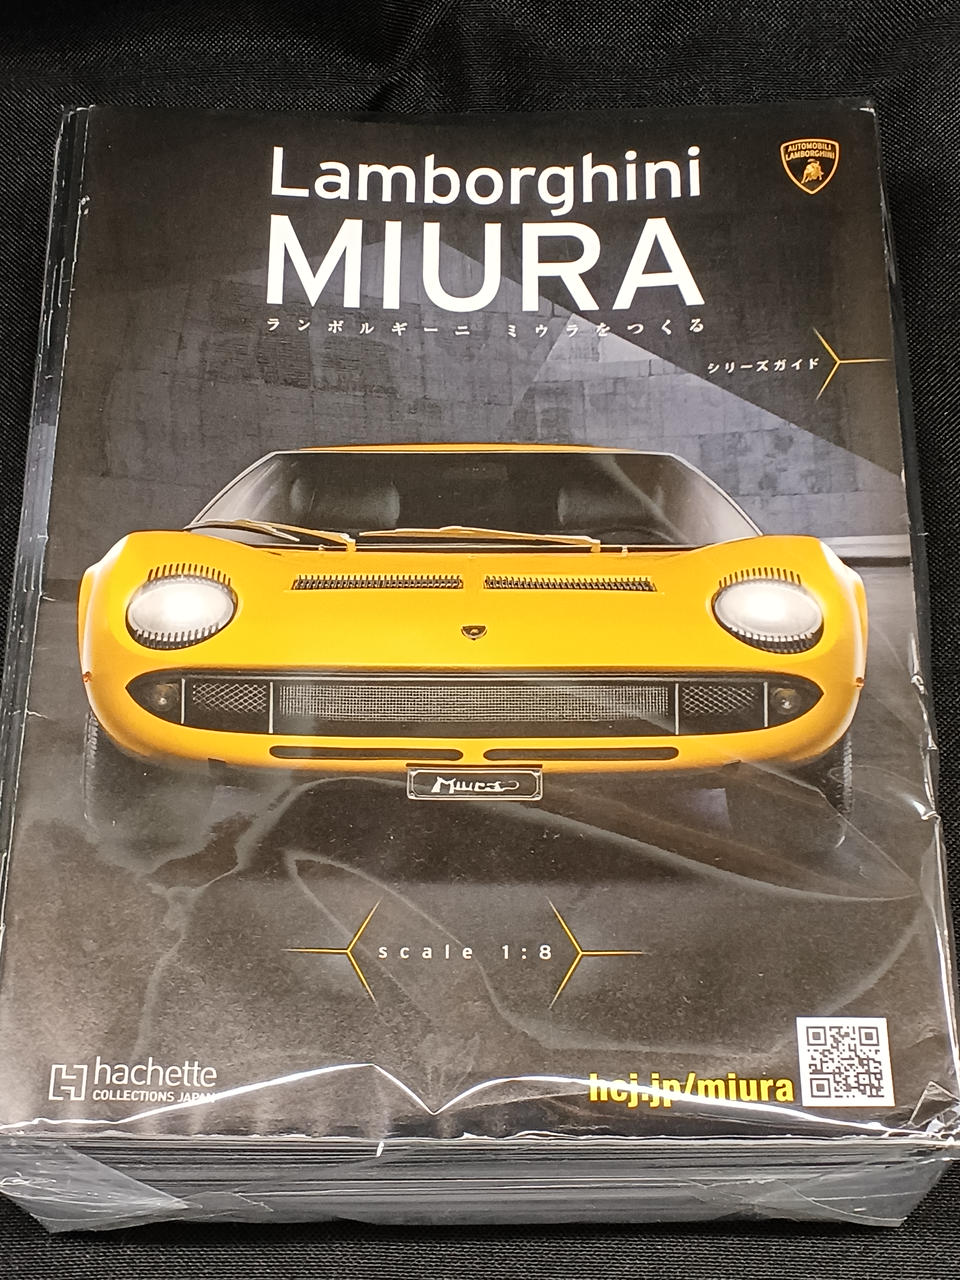 Lamborghini
AUTOMOBILI
LAMBORGHINI
MIURA
ランボルギーニ ミウラをつくる
シリーズガイド
Miura
scale 1:8
hachette
COLLECTIONS JAPAN
hcj.jp/miura